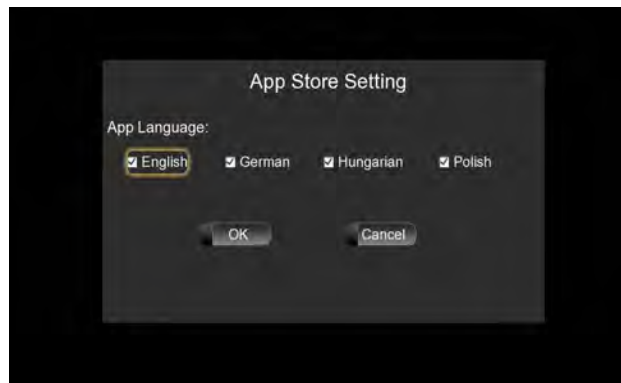 App Store Setting
App Language:
English German Hungarian Polish
OK Cancel